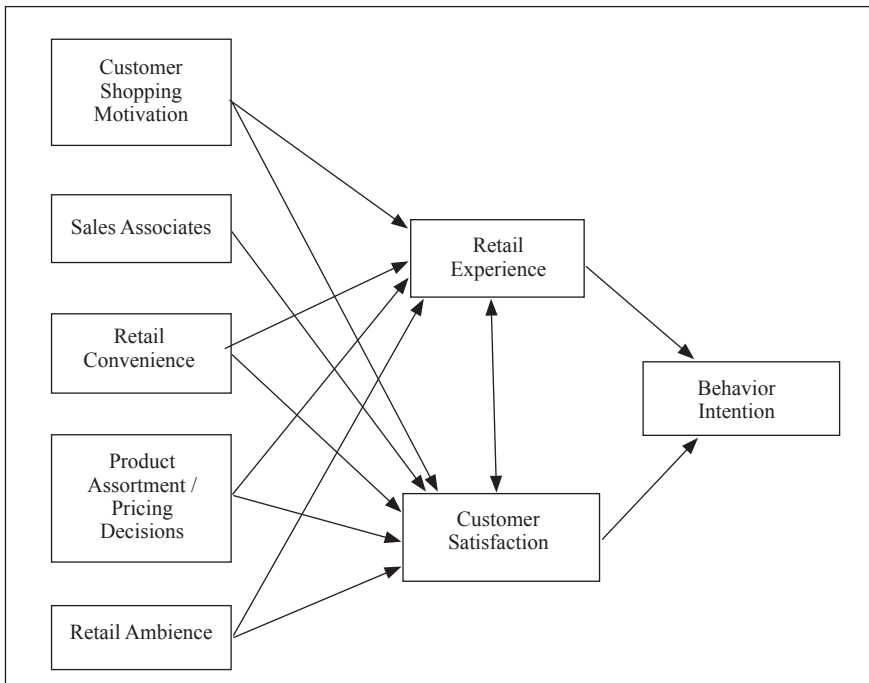 Customer
Shopping
Motivation
Sales Associates
Retail
Convenience
Product
Assortment /
Pricing
Decisions
Retail Ambience
Retail
Experience
Customer
Satisfaction
Behavior
Intention